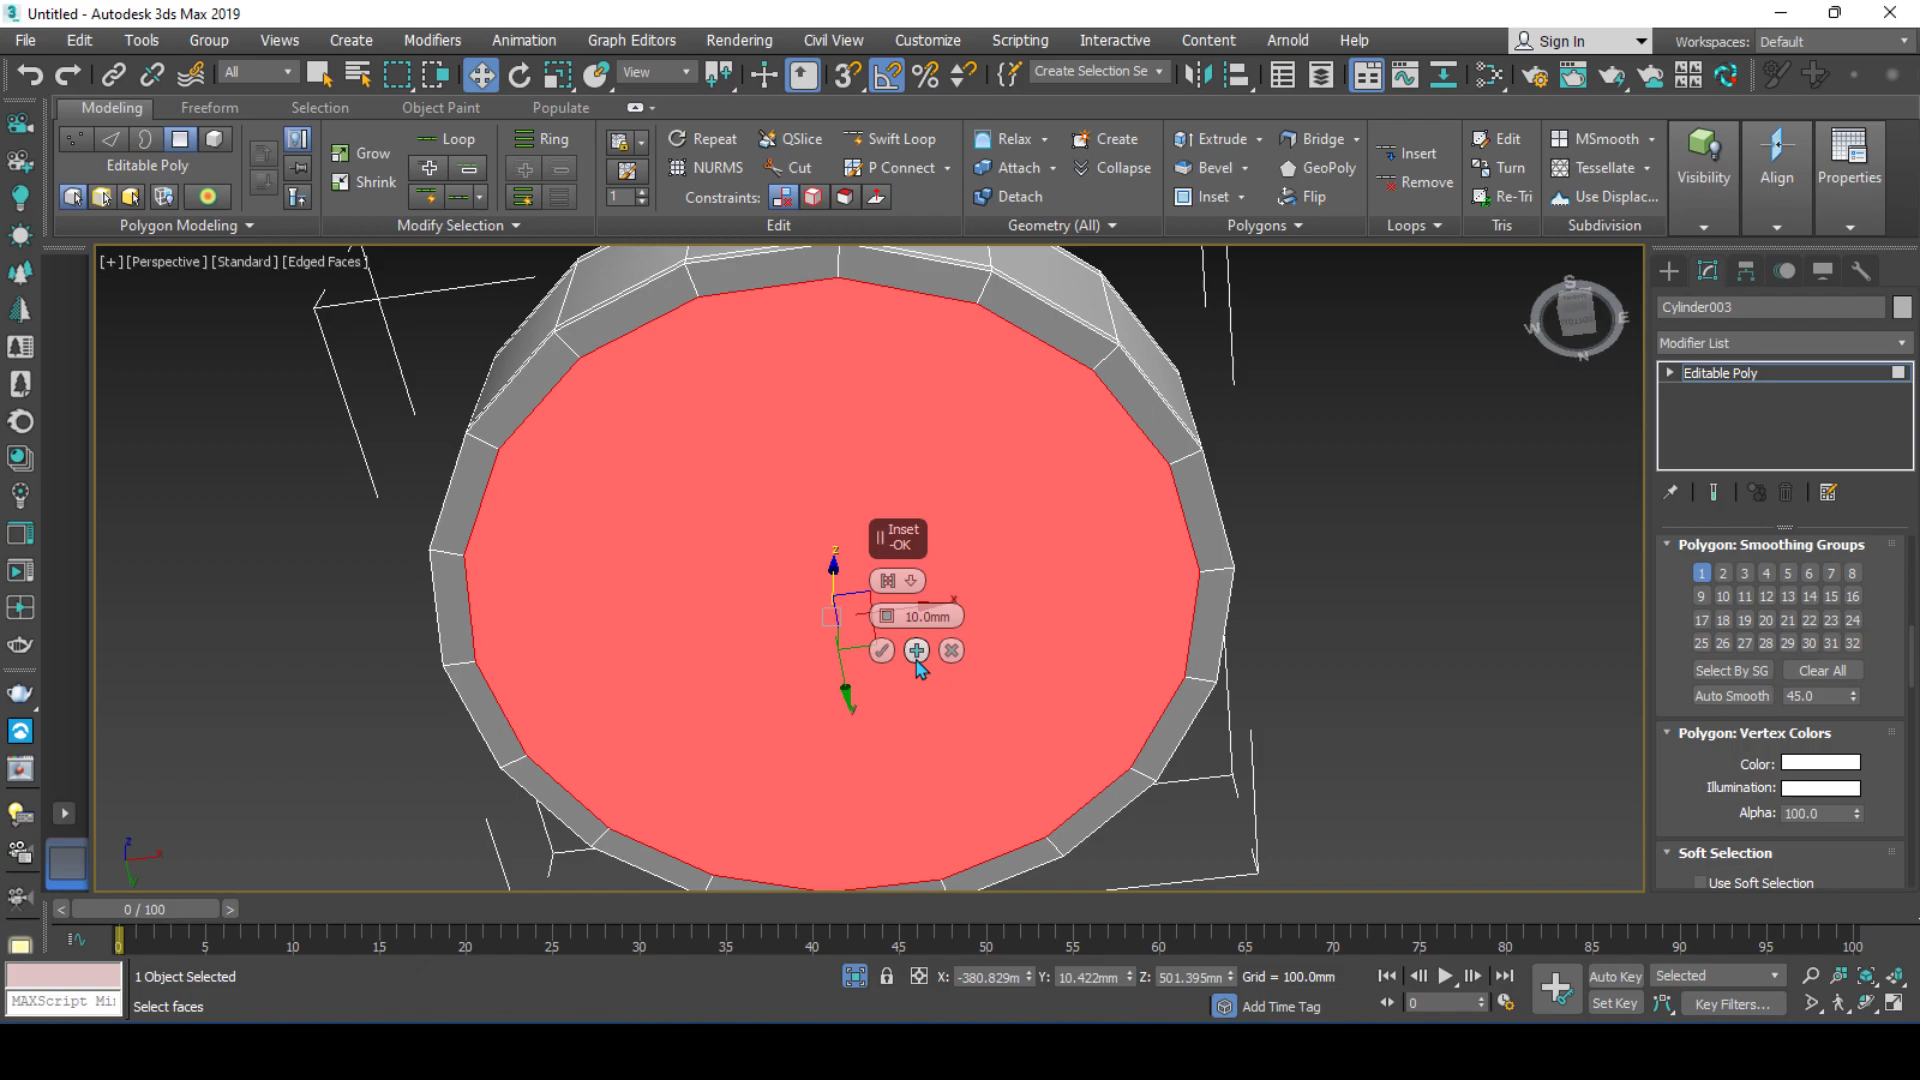 Untitled - Autodesk 3ds Max 2019
File Edit Tools Group Views Create Modifiers Animation Graph Editors Rendering Civil View Customize Scripting Interactive Content Arnold Help Sign In Workspaces: Default
All View Create Selection Se
Modeling Freeform Selection Object Paint Populate
Loop Ring Repeat QSlice Swift Loop Relax Create Extrude Bridge Edit MSmooth
Editable Poly Grow NURMS Cut P Connect Attach Collapse Bevel GeoPoly Insert Turn Tessellate Visibility Align Properties
Shrink 1 Constraints: Detach Inset Flip Remove Re-Tri Use Displac...
Polygon Modeling Modify Selection Edit Geometry (All) Polygons Loops Tris Subdivision
[+] [Perspective] [Standard] [Edged Faces]
S
W E
N
Cylinder003
Modifier List
Editable Poly
Inset
-OK
10.0mm
z
x
y
Polygon: Smoothing Groups
1 2 3 4 5 6 7 8
9 10 11 12 13 14 15 16
17 18 19 20 21 22 23 24
25 26 27 28 29 30 31 32
Select By SG Clear All
Auto Smooth 45.0
Polygon: Vertex Colors
Color:
Illumination:
Alpha: 100.0
Soft Selection
Use Soft Selection
z
x
y
< 0 / 100 >
0 5 10 15 20 25 30 35 40 45 50 55 60 65 70 75 80 85 90 95 100
1 Object Selected X: -380.829m Y: 10.422mm Z: 501.395mm Grid = 100.0mm Auto Key Selected
MAXScript Mi Select faces Add Time Tag 0 Set Key Key Filters...